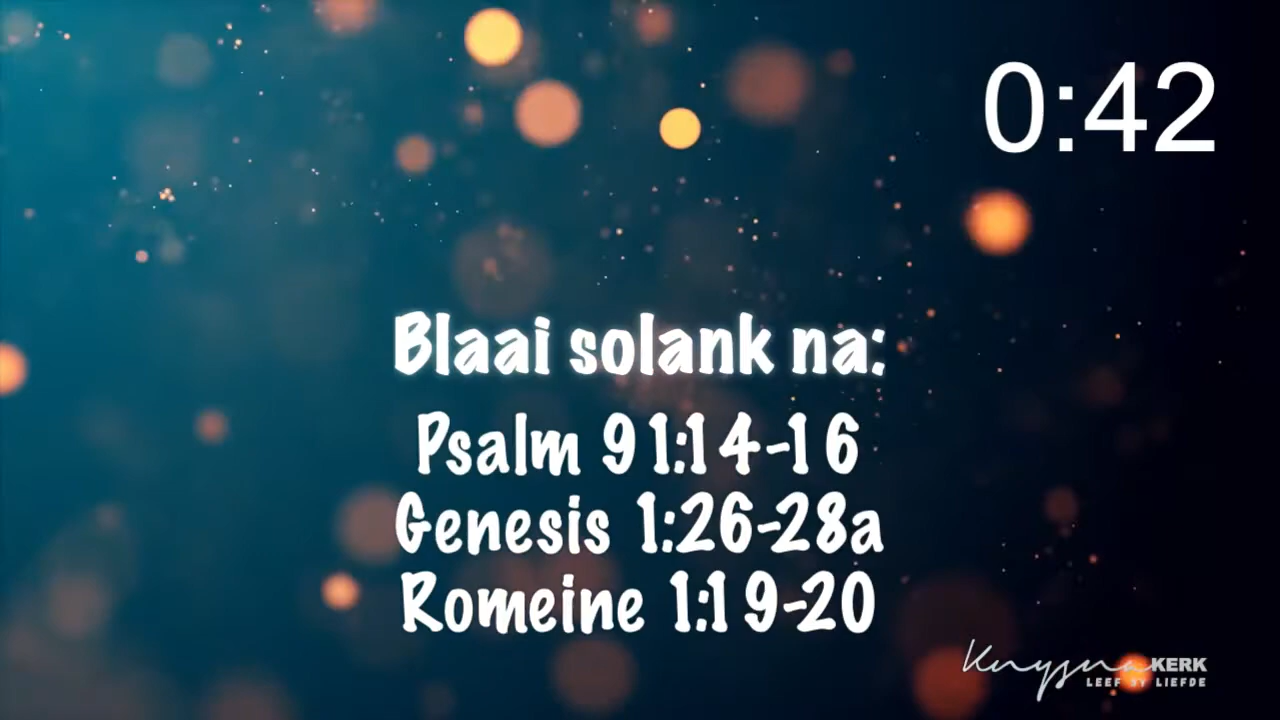 0:42
Blaai solank na:
Psalm 91:14-16
Genesis 1:26-28a
Romeine 1:19-20
Knysna KERK
LEEF BY LIEFDE